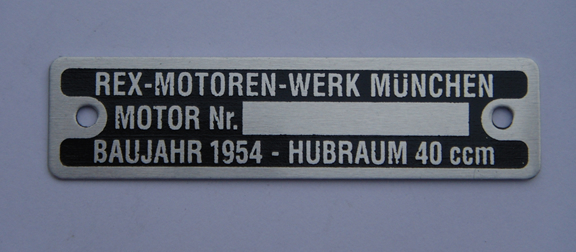 REX-MOTOREN-WERK MüNCHEN
MOTOR Nr.
BAUJAHR 1954 - HUBRAUM 40 ccm